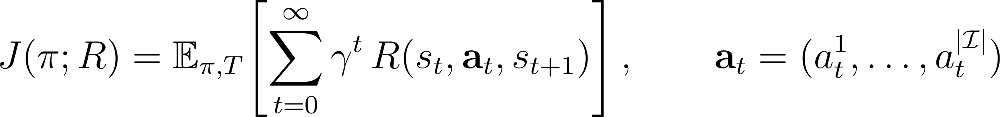 J(π; R) = 𝔼_{π,T} [ ∑_{t=0}^{∞} γ^t R(s_t, 𝐚_t, s_{t+1}) ] , 𝐚_t = (a_t^1, ..., a_t^{|ℐ|})